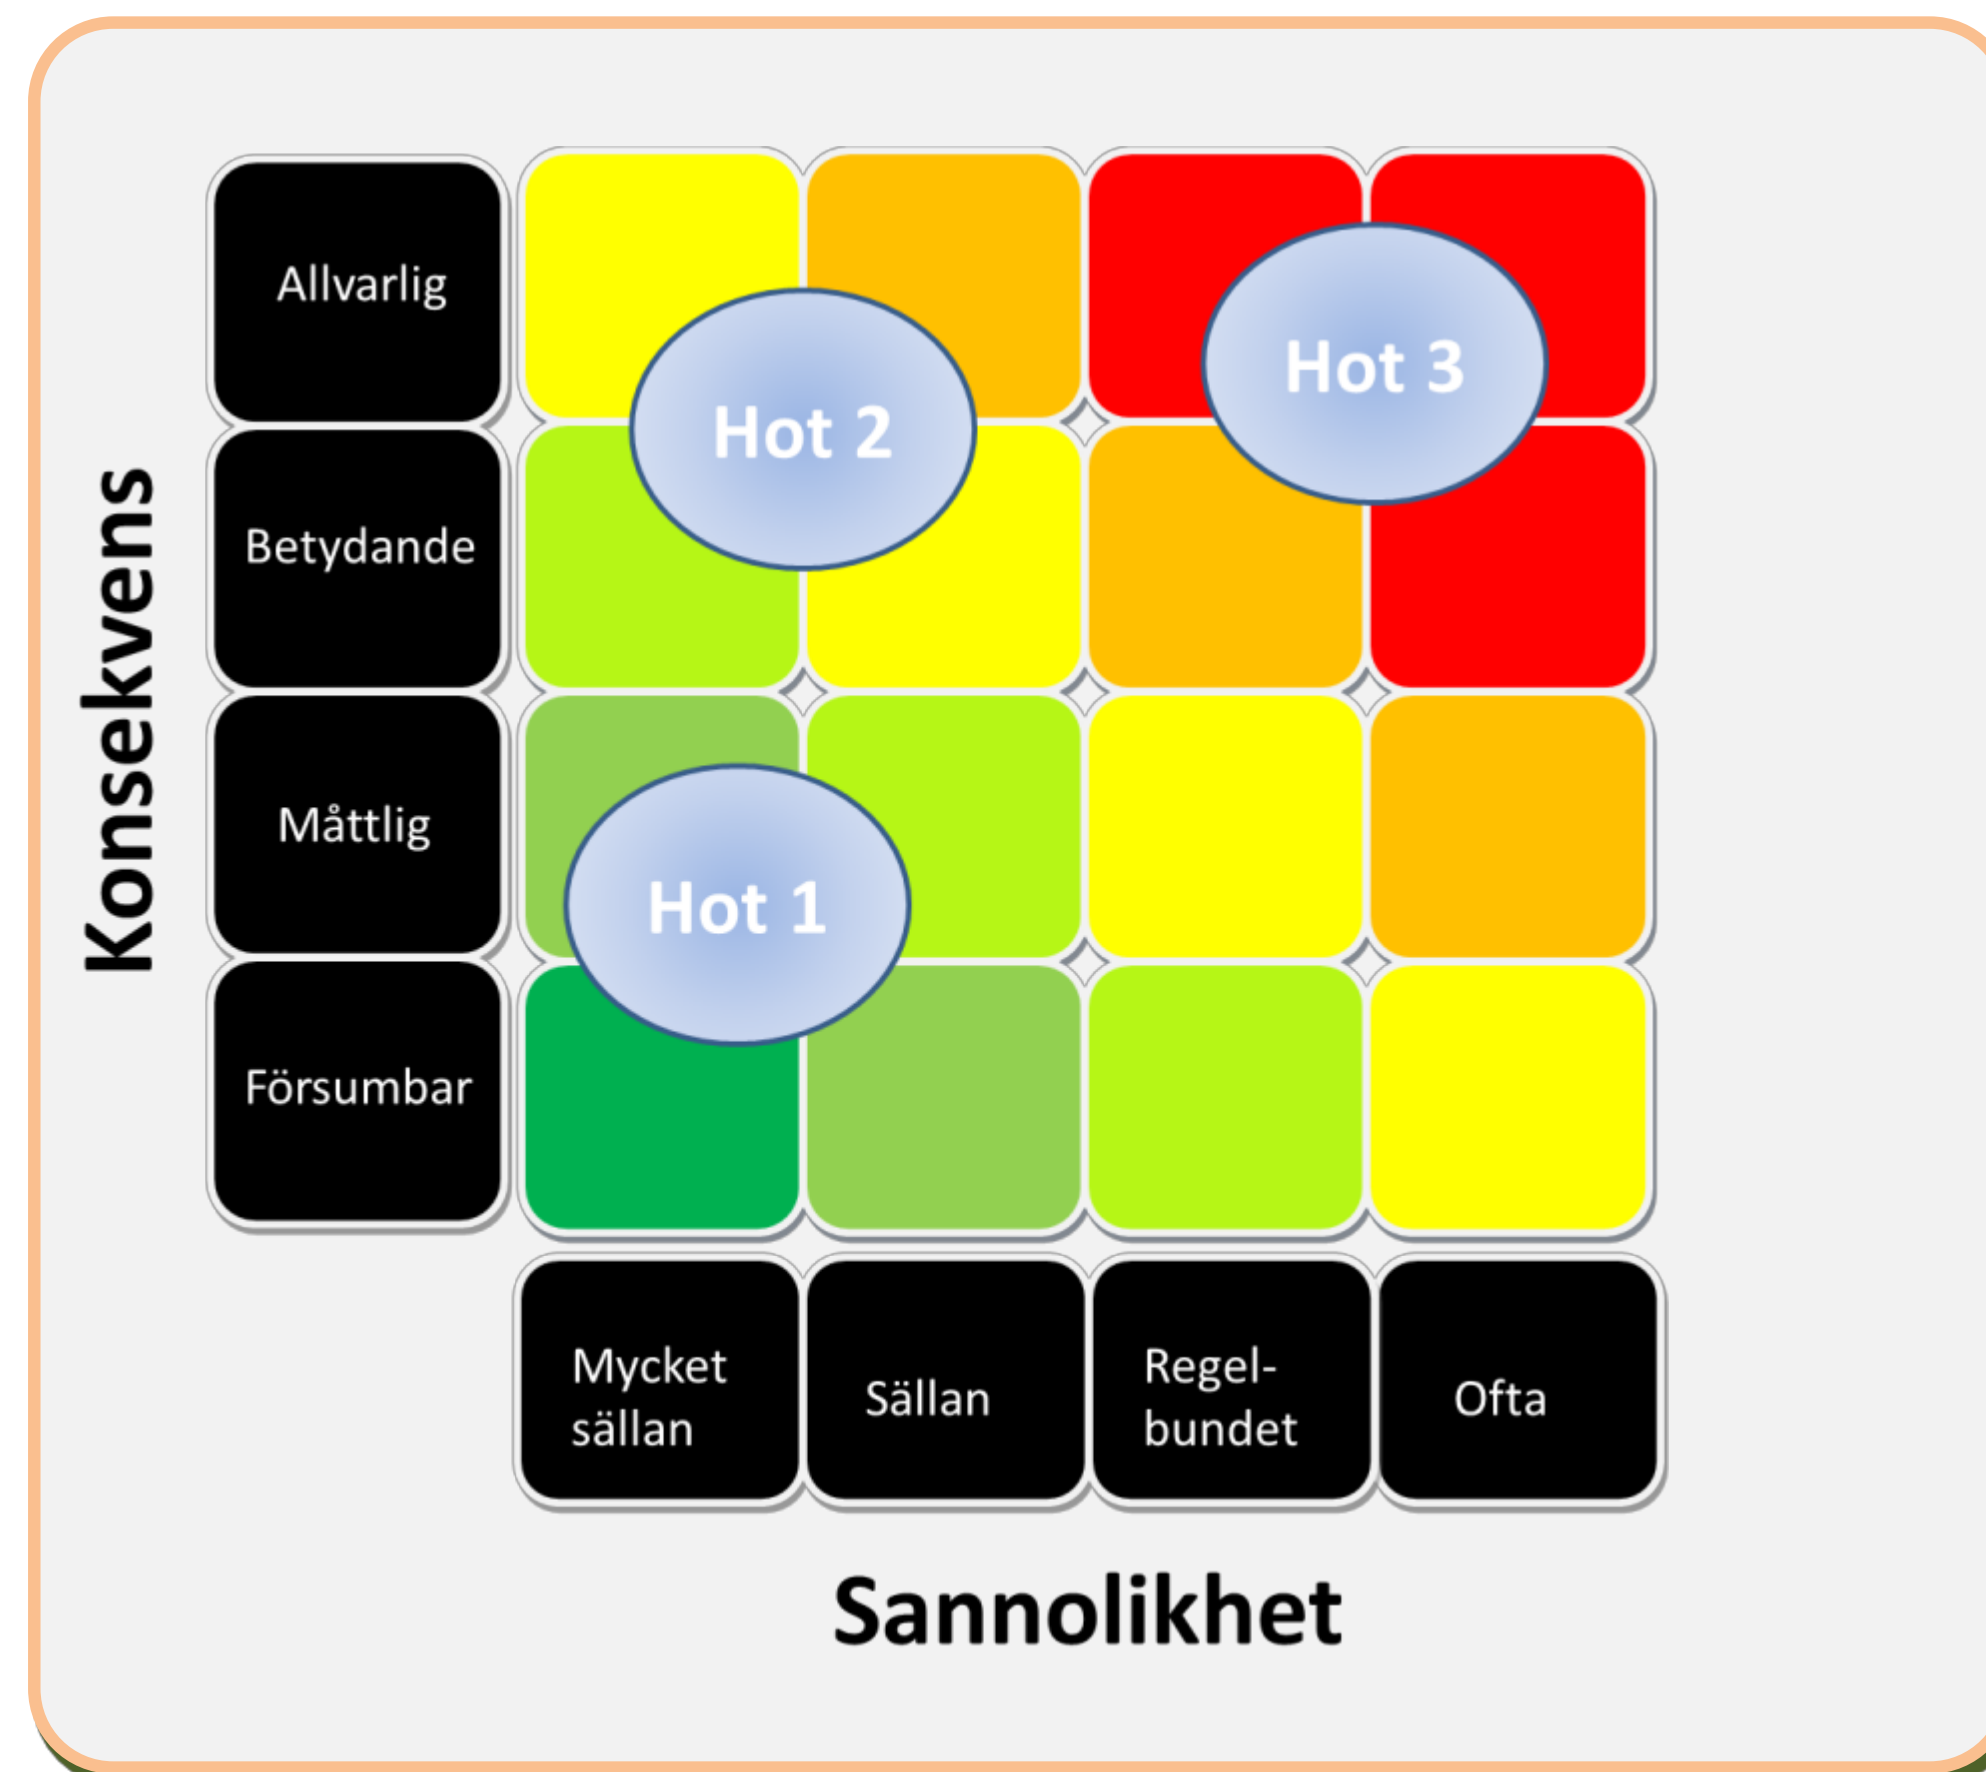 Konsekvens
Allvarlig
Hot 3
Hot 2
Betydande
Måttlig
Hot 1
Försumbar
Mycket
sällan
Sällan
Regel-
bundet
Ofta
Sannolikhet